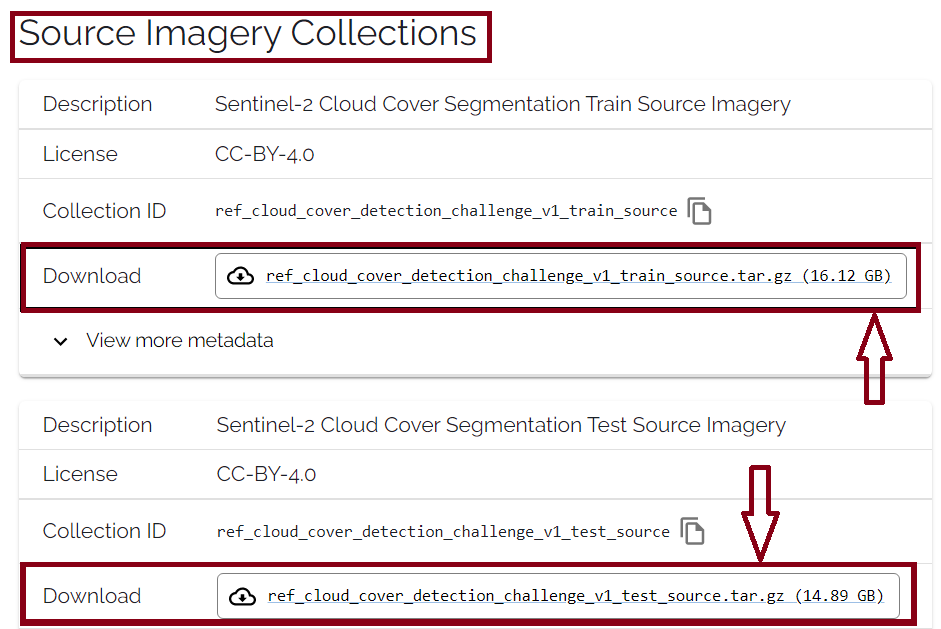 Source Imagery Collections
Description Sentinel-2 Cloud Cover Segmentation Train Source Imagery
License CC-BY-4.0
Collection ID ref_cloud_cover_detection_challenge_v1_train_source
Download ref_cloud_cover_detection_challenge_v1_train_source.tar.gz (16.12 GB)
View more metadata
Description Sentinel-2 Cloud Cover Segmentation Test Source Imagery
License CC-BY-4.0
Collection ID ref_cloud_cover_detection_challenge_v1_test_source
Download ref_cloud_cover_detection_challenge_v1_test_source.tar.gz (14.89 GB)